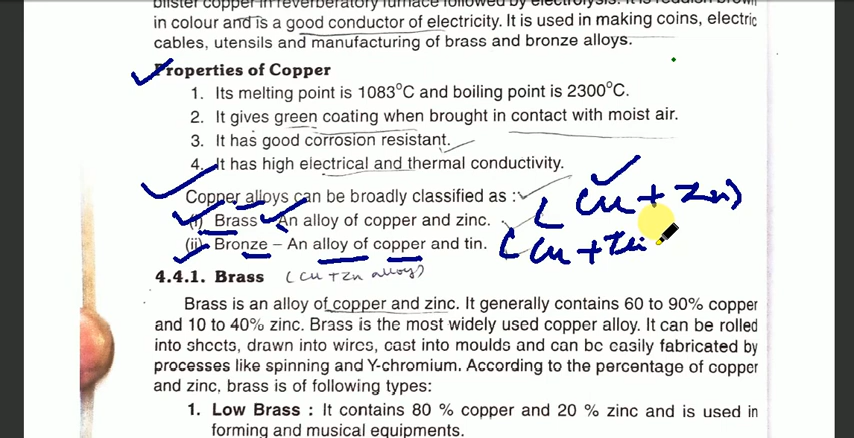 blister copper in reverberatory furnace followed by electrolysis. It is reddish brown
in colour and is a good conductor of electricity. It is used in making coins, electric
cables, utensils and manufacturing of brass and bronze alloys.
Properties of Copper
1. Its melting point is 1083°C and boiling point is 2300°C.
2. It gives green coating when brought in contact with moist air.
3. It has good corrosion resistant.
4. It has high electrical and thermal conductivity.
Copper alloys can be broadly classified as :
(i) Brass – An alloy of copper and zinc. (Cu + Zn)
(ii) Bronze – An alloy of copper and tin. (Cu + Ti
4.4.1. Brass (Cu + Zn alloy)
Brass is an alloy of copper and zinc. It generally contains 60 to 90% copper
and 10 to 40% zinc. Brass is the most widely used copper alloy. It can be rolled
into sheets, drawn into wires, cast into moulds and can be easily fabricated by
processes like spinning and Y-chromium. According to the percentage of copper
and zinc, brass is of following types:
1. Low Brass : It contains 80 % copper and 20 % zinc and is used in
forming and musical equipments.